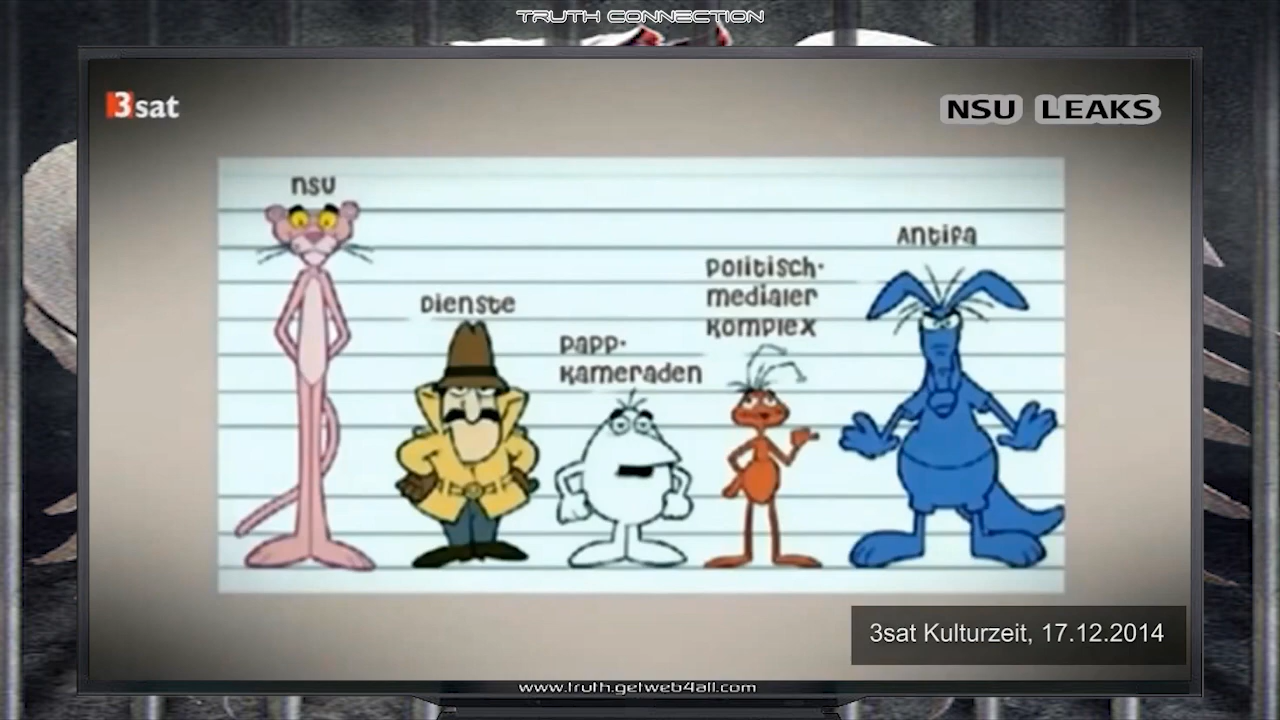 TRUTH CONNECTION
3sat
NSU LEAKS
nsu
Antifa
Dienste
Politisch-
medialer
Komplex
Papp-
Kameraden
3sat Kulturzeit, 17.12.2014
www.truth.getweb4all.com